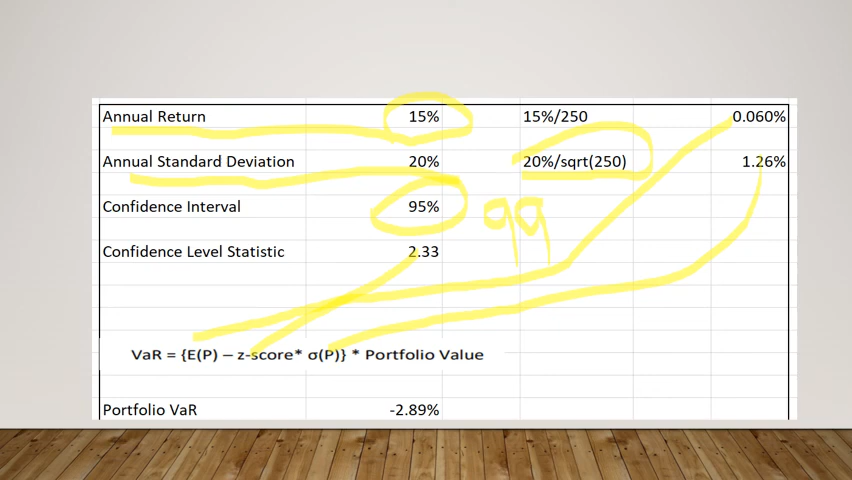 Annual Return 15% 15%/250 0.060%
Annual Standard Deviation 20% 20%/sqrt(250) 1.26%
Confidence Interval 95% 99
Confidence Level Statistic 2.33
VaR = {E(P) – z-score* σ(P)} * Portfolio Value
Portfolio VaR -2.89%